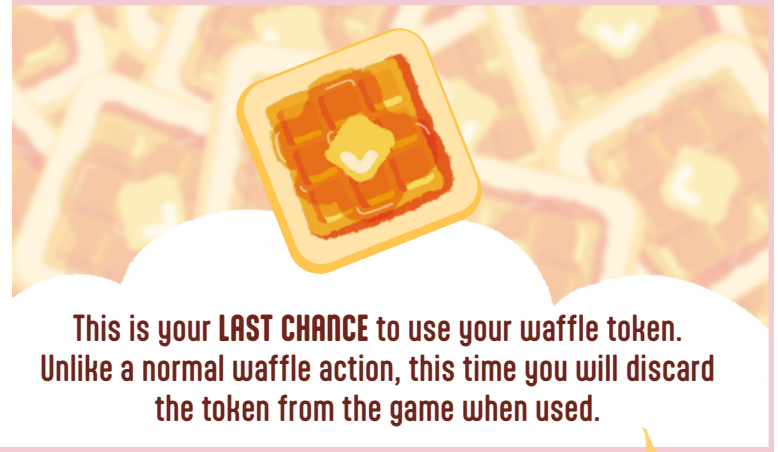 This is your LAST CHANCE to use your waffle token.
Unlike a normal waffle action, this time you will discard
the token from the game when used.